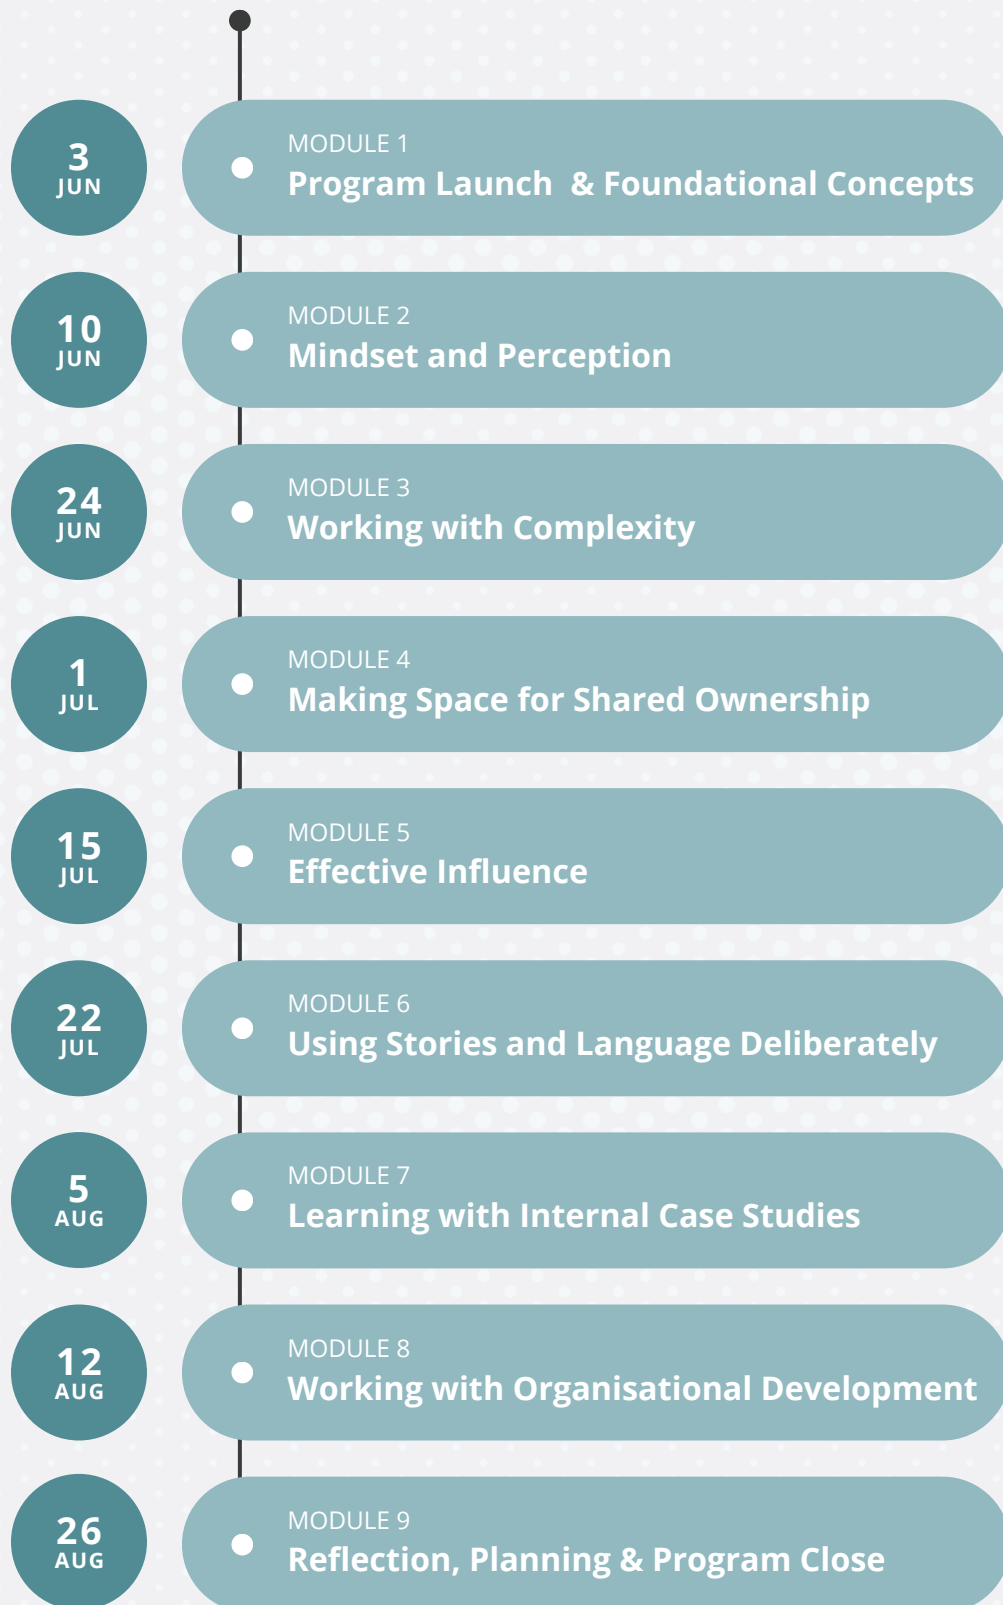 3
JUN
MODULE 1
Program Launch & Foundational Concepts
10
JUN
MODULE 2
Mindset and Perception
24
JUN
MODULE 3
Working with Complexity
1
JUL
MODULE 4
Making Space for Shared Ownership
15
JUL
MODULE 5
Effective Influence
22
JUL
MODULE 6
Using Stories and Language Deliberately
5
AUG
MODULE 7
Learning with Internal Case Studies
12
AUG
MODULE 8
Working with Organisational Development
26
AUG
MODULE 9
Reflection, Planning & Program Close